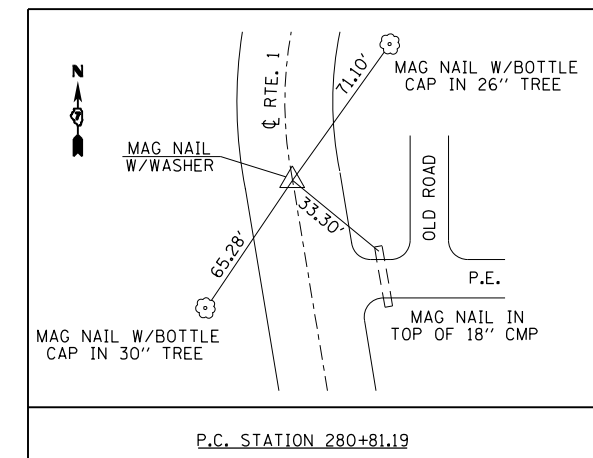 N
℄ RTE. 1
71.10'
MAG NAIL W/BOTTLE
CAP IN 26'' TREE
MAG NAIL
W/WASHER
33.30'
OLD ROAD
65.28'
P.E.
MAG NAIL W/BOTTLE
CAP IN 30'' TREE
MAG NAIL IN
TOP OF 18'' CMP
P.C. STATION 280+81.19